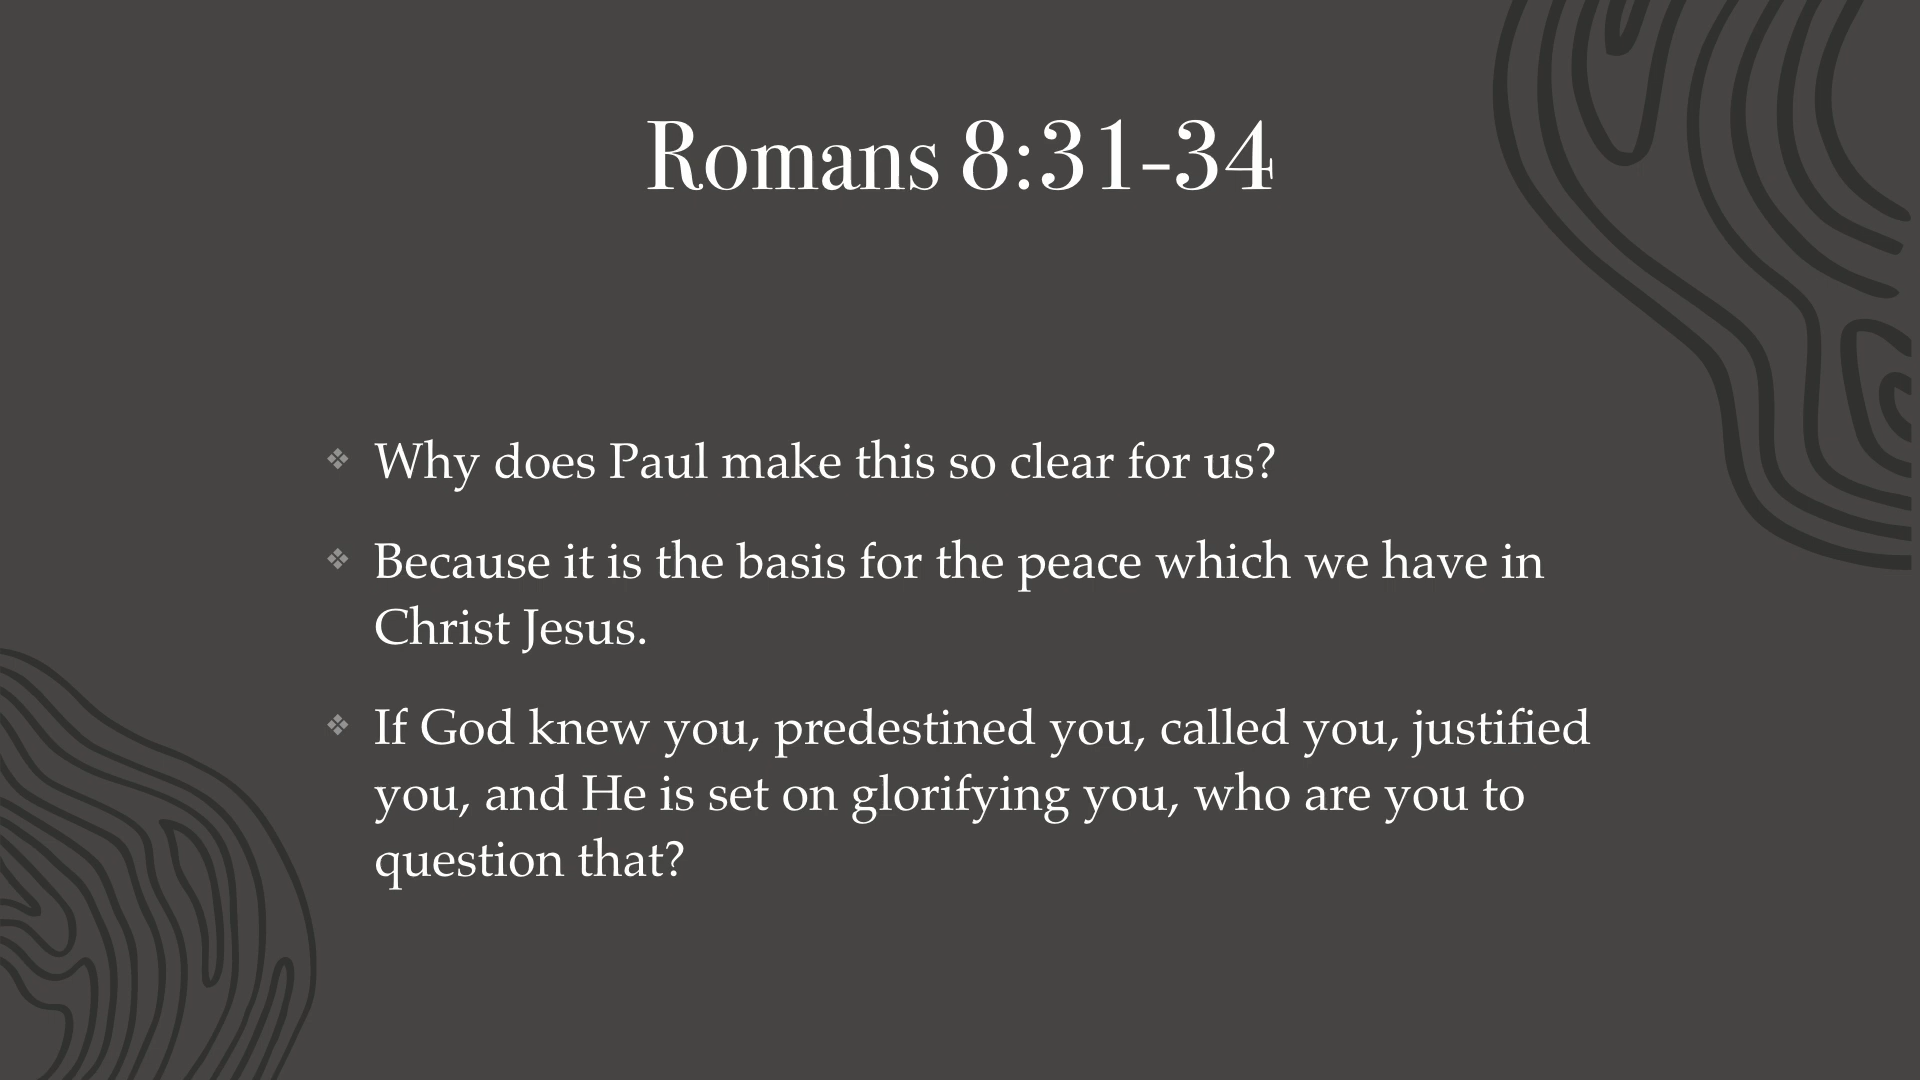 Romans 8:31-34
❖ Why does Paul make this so clear for us?
❖ Because it is the basis for the peace which we have in
Christ Jesus.
❖ If God knew you, predestined you, called you, justified
you, and He is set on glorifying you, who are you to
question that?